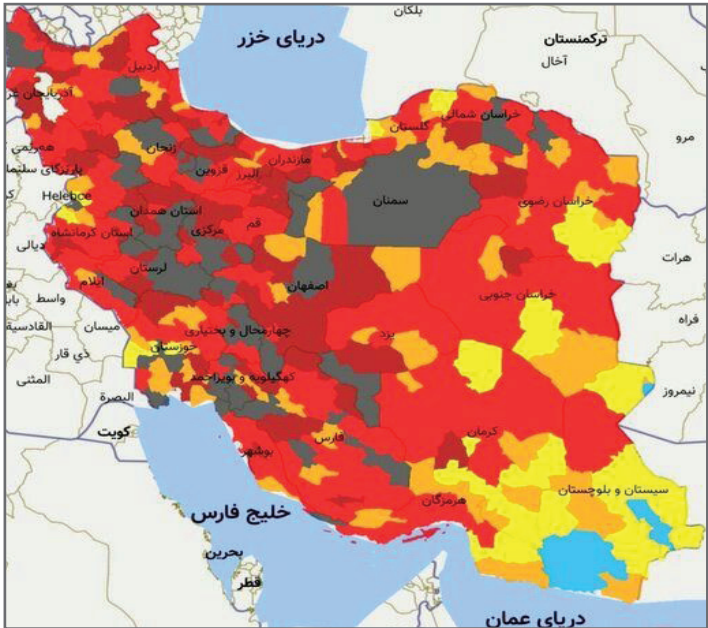 بلکان
دریای خزر
ترکمنستان
آخال
اردبیل
مرو
خراسان شمالی
گلستان
زنجان
مازندران
قزوین
البرز
سمنان
Helebce
خراسان رضوی
استان همدان
قم
مرکزی
استان کرمانشاه
دیالی
هرات
لرستان
ایلام
اصفهان
خراسان جنوبی
واسط
میسان
القادسية
فراه
چهارمحال و بختیاری
یزد
خوزستان
ذي قار
المثنى
کهگیلویه و بویراحمد
نیمروز
البصرة
کویت
کرمان
فارس
بوشهر
سیستان و بلوچستان
هرمزگان
خلیج فارس
بحرین
قطر
دریای عمان